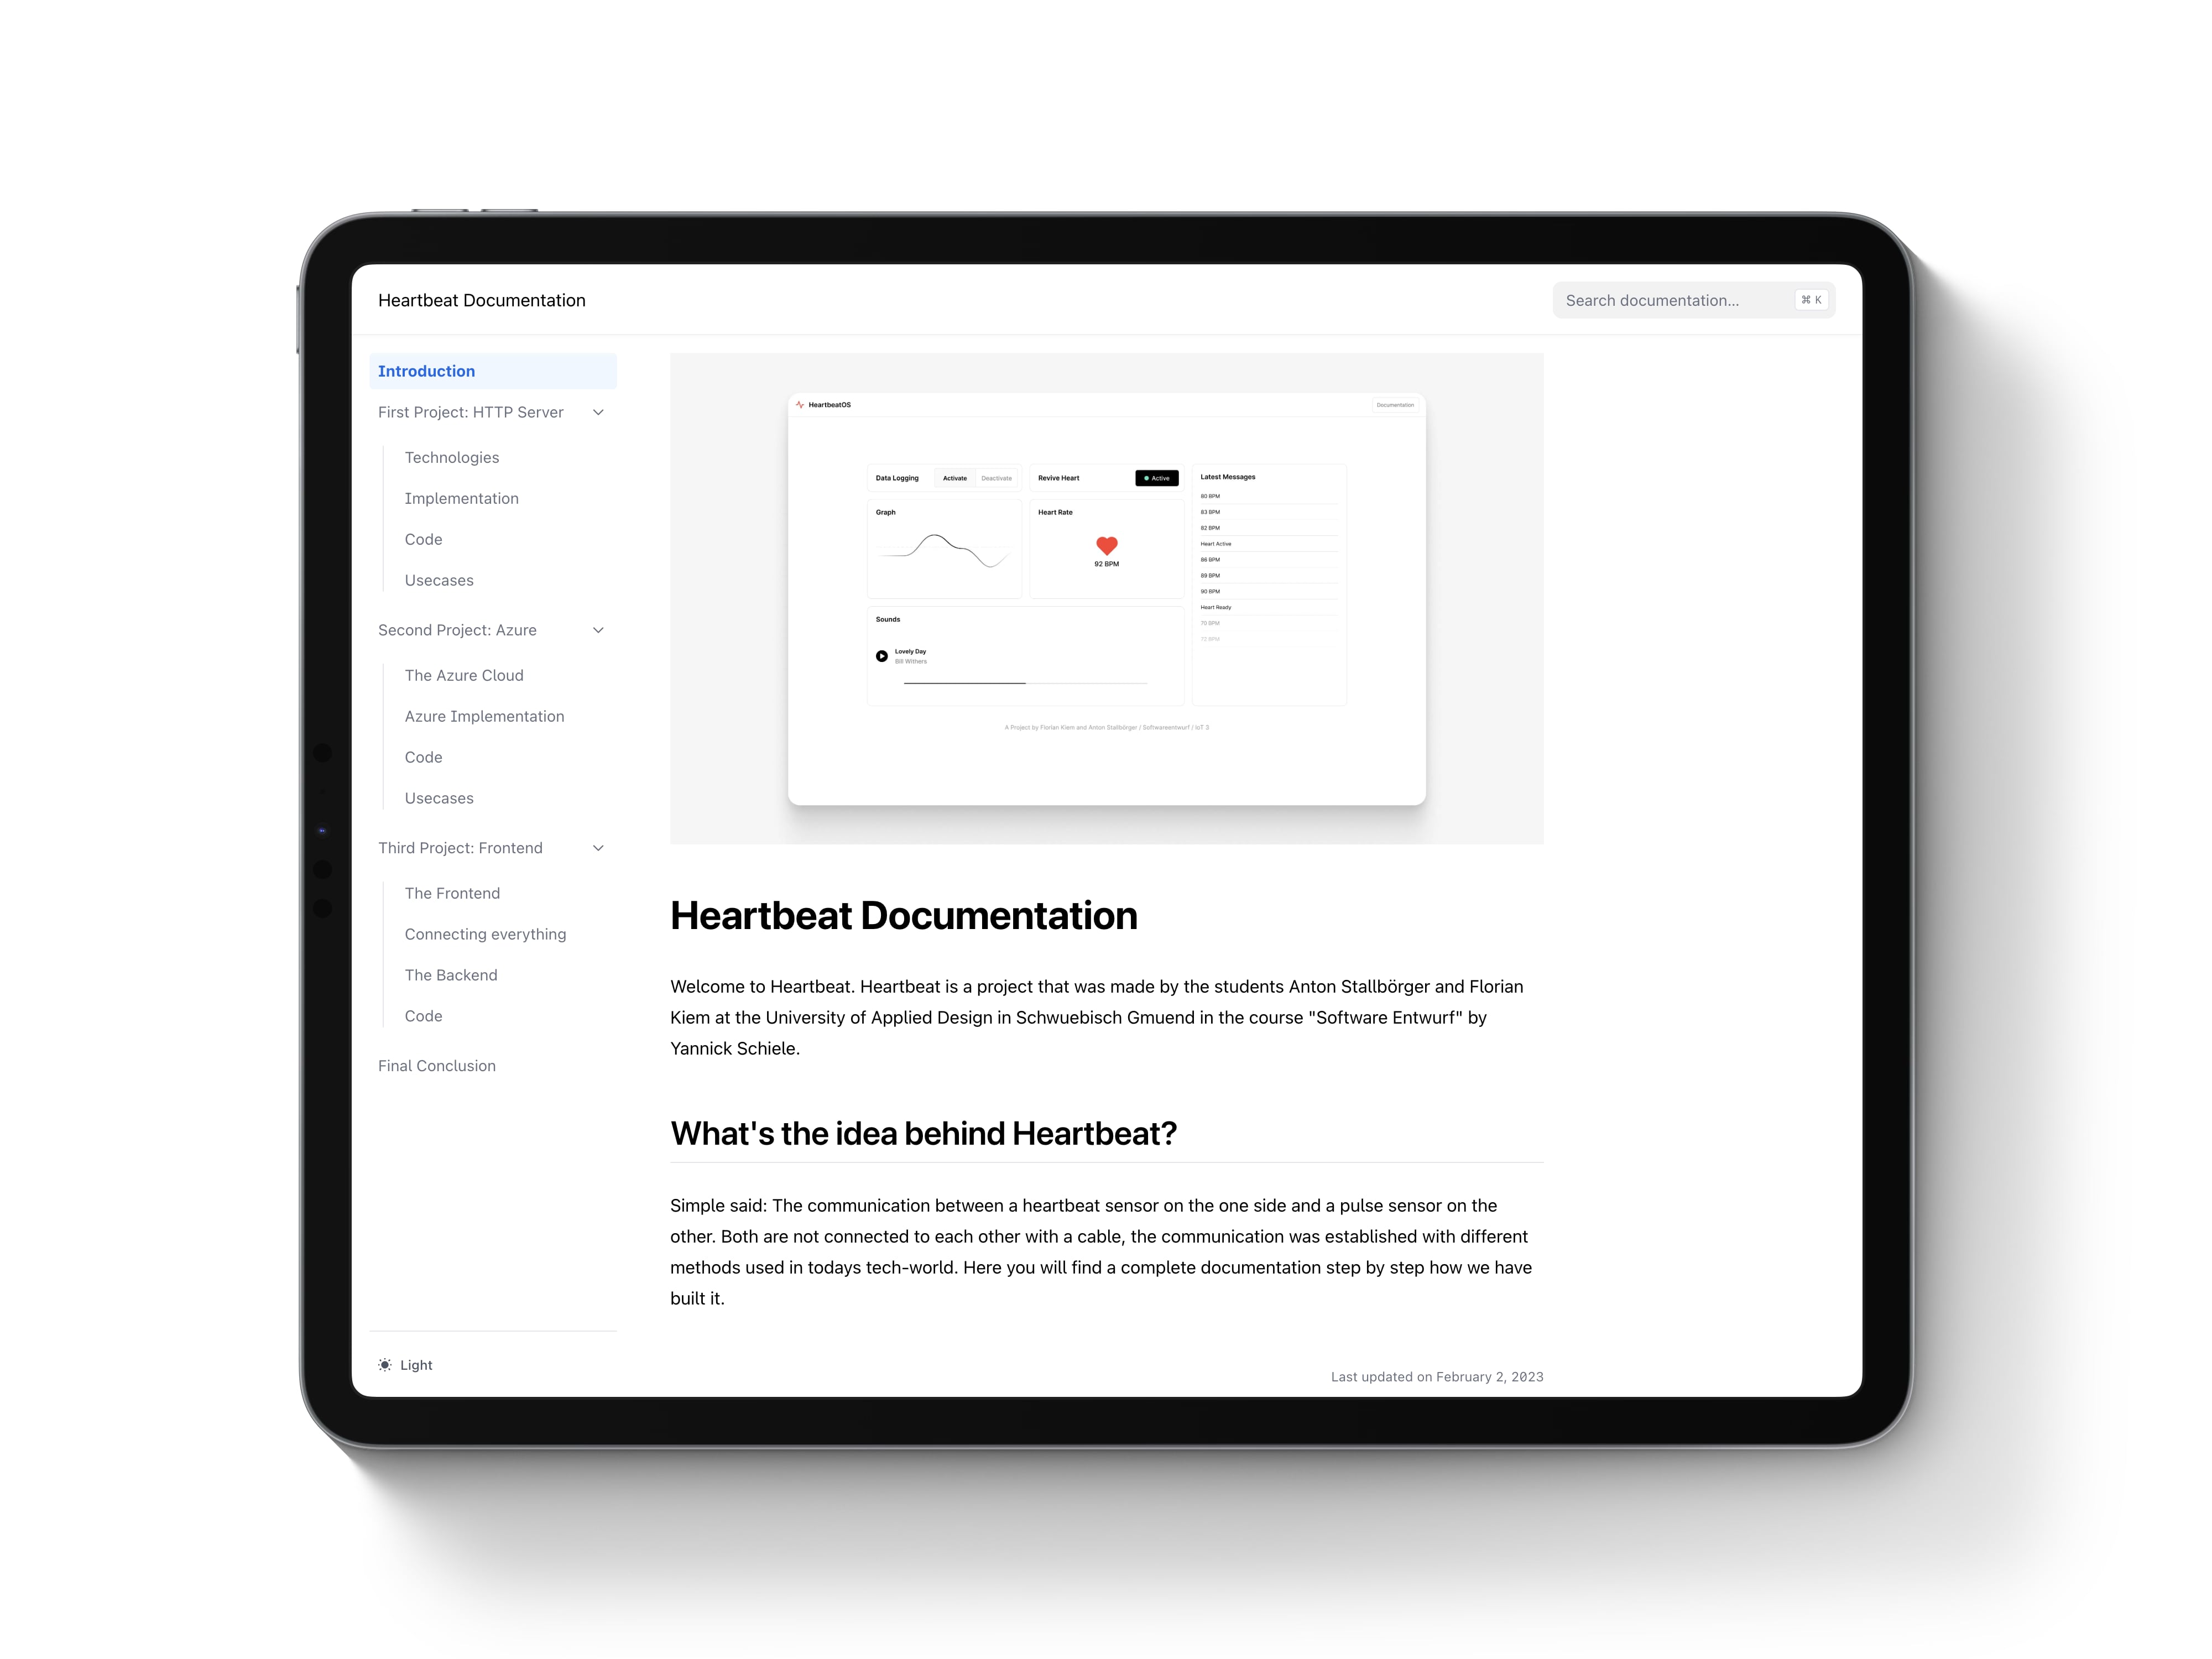 Heartbeat Documentation
Search documentation...
⌘ K
Introduction
First Project: HTTP Server
Technologies
Implementation
Code
Usecases
Second Project: Azure
The Azure Cloud
Azure Implementation
Code
Usecases
Third Project: Frontend
The Frontend
Connecting everything
The Backend
Code
Final Conclusion
Light
HeartbeatOS
Documentation
Data Logging
Activate
Deactivate
Revive Heart
Active
Graph
Heart Rate
92 BPM
Sounds
Lovely Day
Bill Withers
Latest Messages
80 BPM
83 BPM
82 BPM
Heart Active
86 BPM
89 BPM
90 BPM
Heart Ready
70 BPM
72 BPM
A Project by Florian Kiem and Anton Stallbörger / Softwareentwurf / IoT 3
Heartbeat Documentation
Welcome to Heartbeat. Heartbeat is a project that was made by the students Anton Stallbörger and Florian
Kiem at the University of Applied Design in Schwuebisch Gmuend in the course "Software Entwurf" by
Yannick Schiele.
What's the idea behind Heartbeat?
Simple said: The communication between a heartbeat sensor on the one side and a pulse sensor on the
other. Both are not connected to each other with a cable, the communication was established with different
methods used in todays tech-world. Here you will find a complete documentation step by step how we have
built it.
Last updated on February 2, 2023